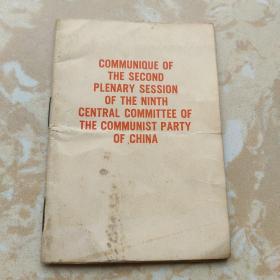 COMMUNIQUE OF
THE SECOND
PLENARY SESSION
OF THE NINTH
CENTRAL COMMITTEE OF
THE COMMUNIST PARTY
OF CHINA